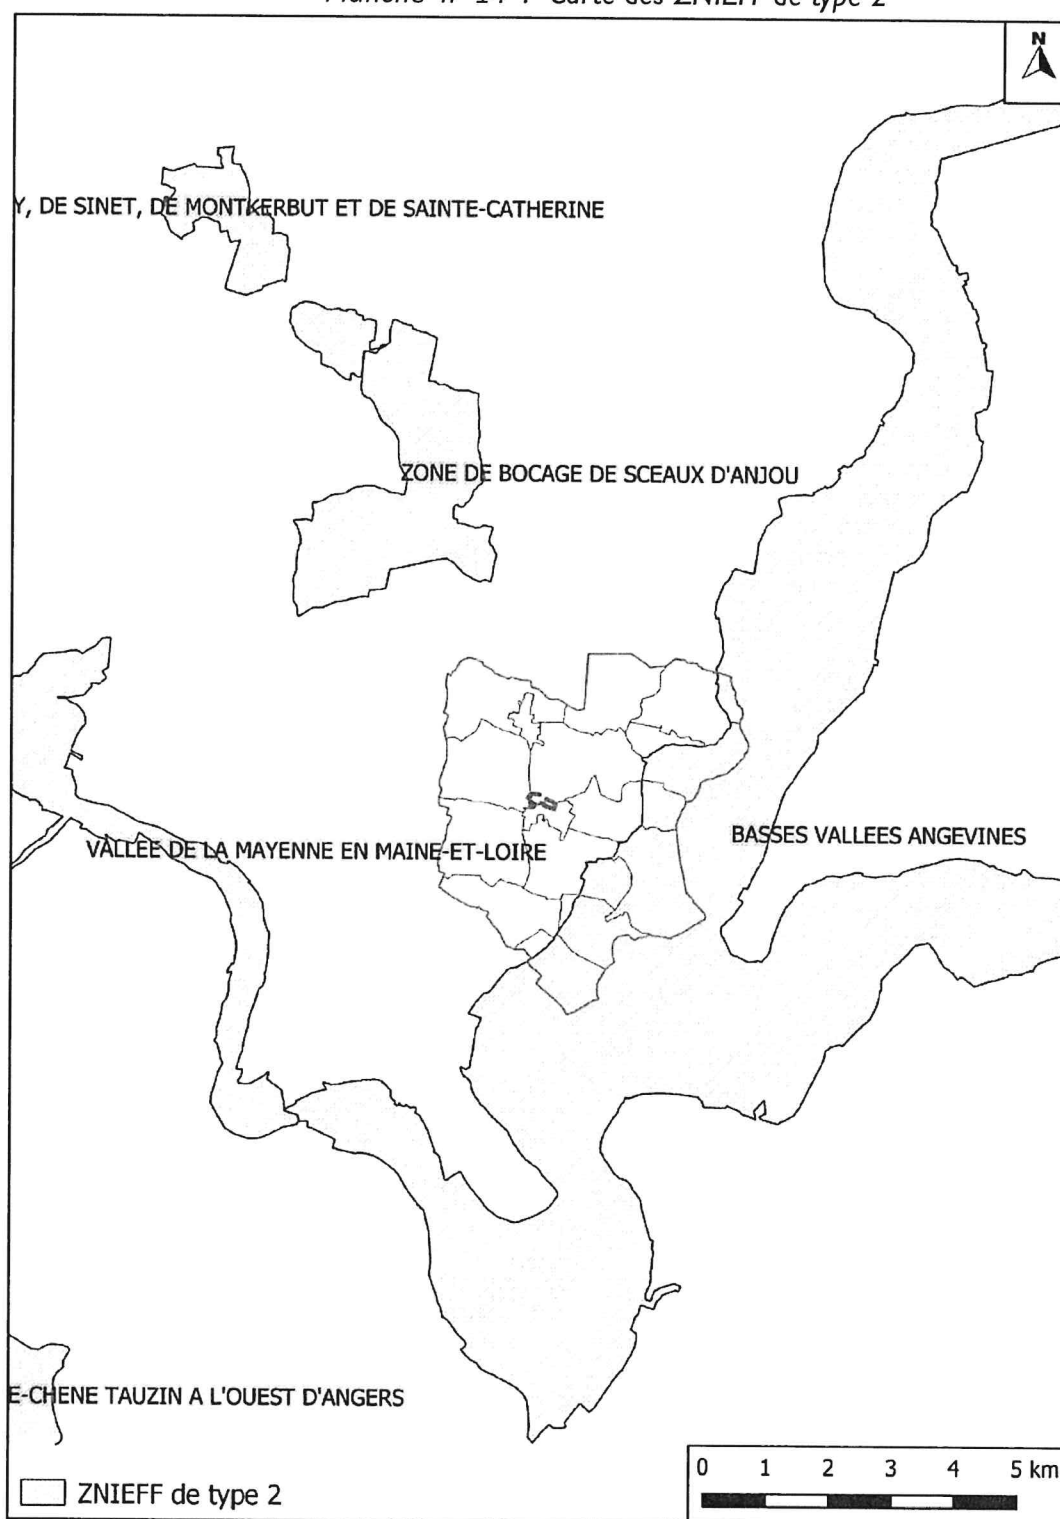 Planche n° 14 : Carte des ZNIEFF de type 2
N
Y, DE SINET, DE MONTKERBUT ET DE SAINTE-CATHERINE
ZONE DE BOCAGE DE SCEAUX D'ANJOU
VALLEE DE LA MAYENNE EN MAINE-ET-LOIRE
BASSES VALLEES ANGEVINES
E-CHENE TAUZIN A L'OUEST D'ANGERS
ZNIEFF de type 2
0 1 2 3 4 5 km